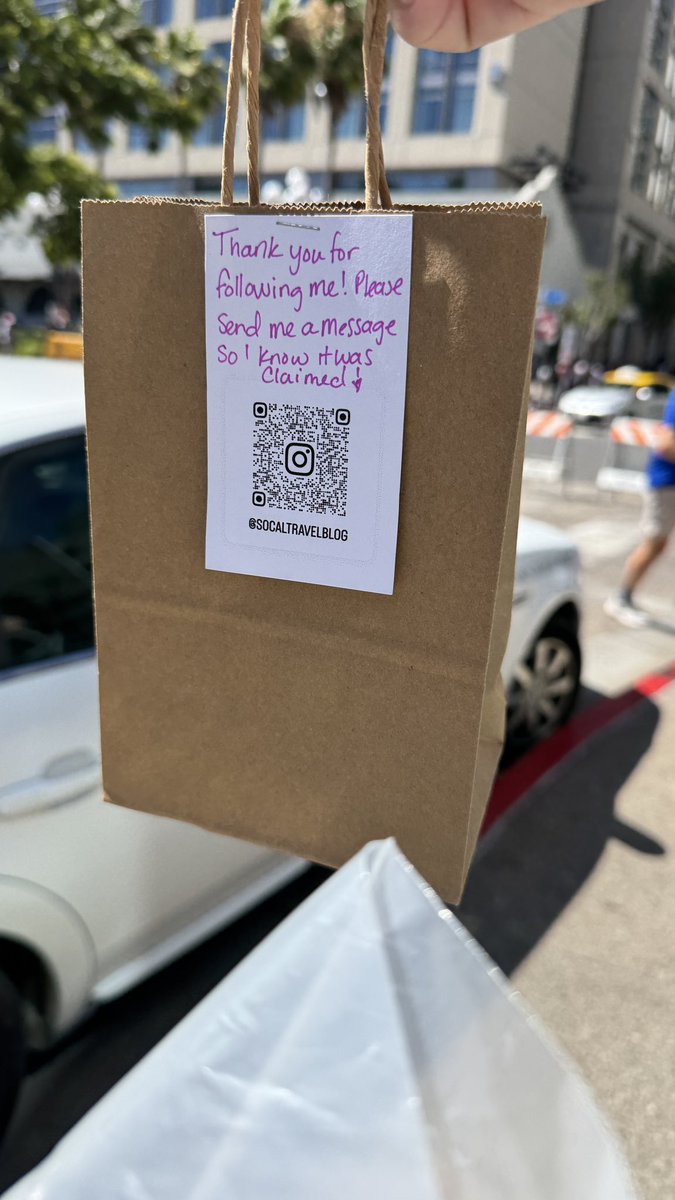 Thank you for
following me! Please
Send me a message
So I know it was
Claimed!
@SOCALTRAVELBLOG